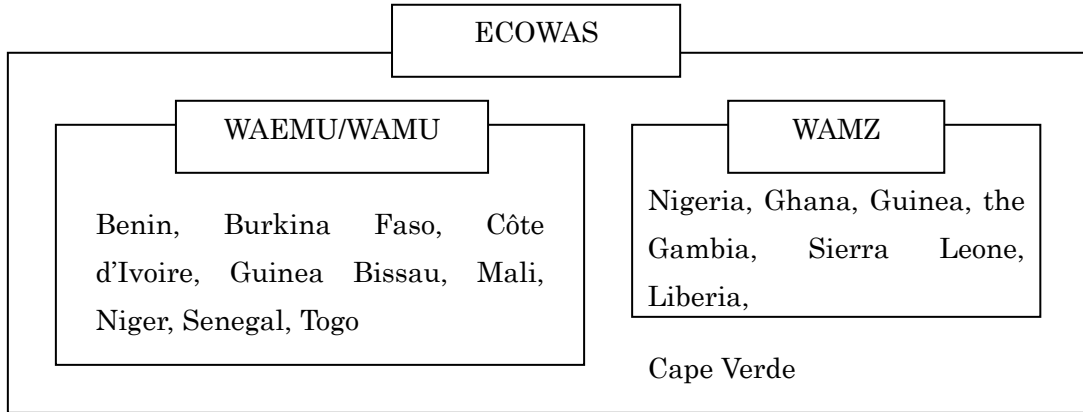 ECOWAS
WAEMU/WAMU
Benin, Burkina Faso, Côte
d’Ivoire, Guinea Bissau, Mali,
Niger, Senegal, Togo
WAMZ
Nigeria, Ghana, Guinea, the
Gambia, Sierra Leone,
Liberia,
Cape Verde